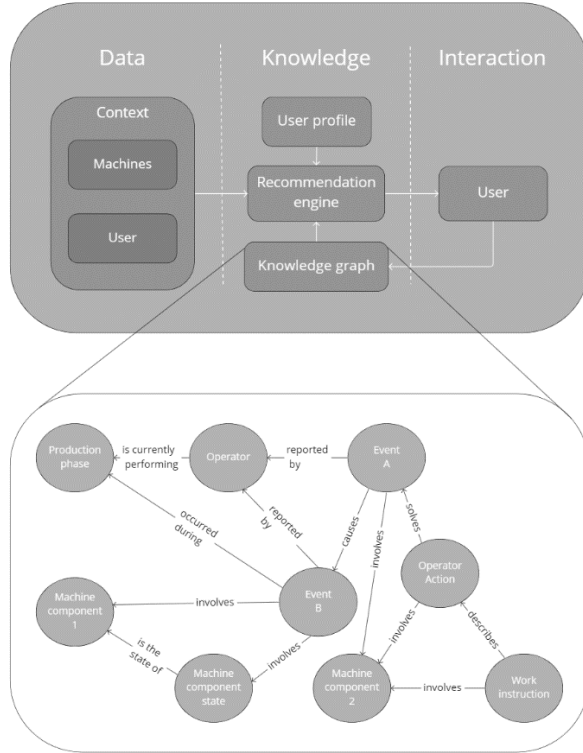 Data
Knowledge
Interaction
Context
Machines
User
User profile
Recommendation
engine
Knowledge graph
User
Production
phase
is currently
performing
Operator
reported
by
Event
A
occurred
during
reported
by
causes
involves
solves
Operator
Action
Machine
component
1
involves
Event
B
involves
describes
is the
state of
involves
Machine
component
state
Machine
component
2
involves
Work
instruction